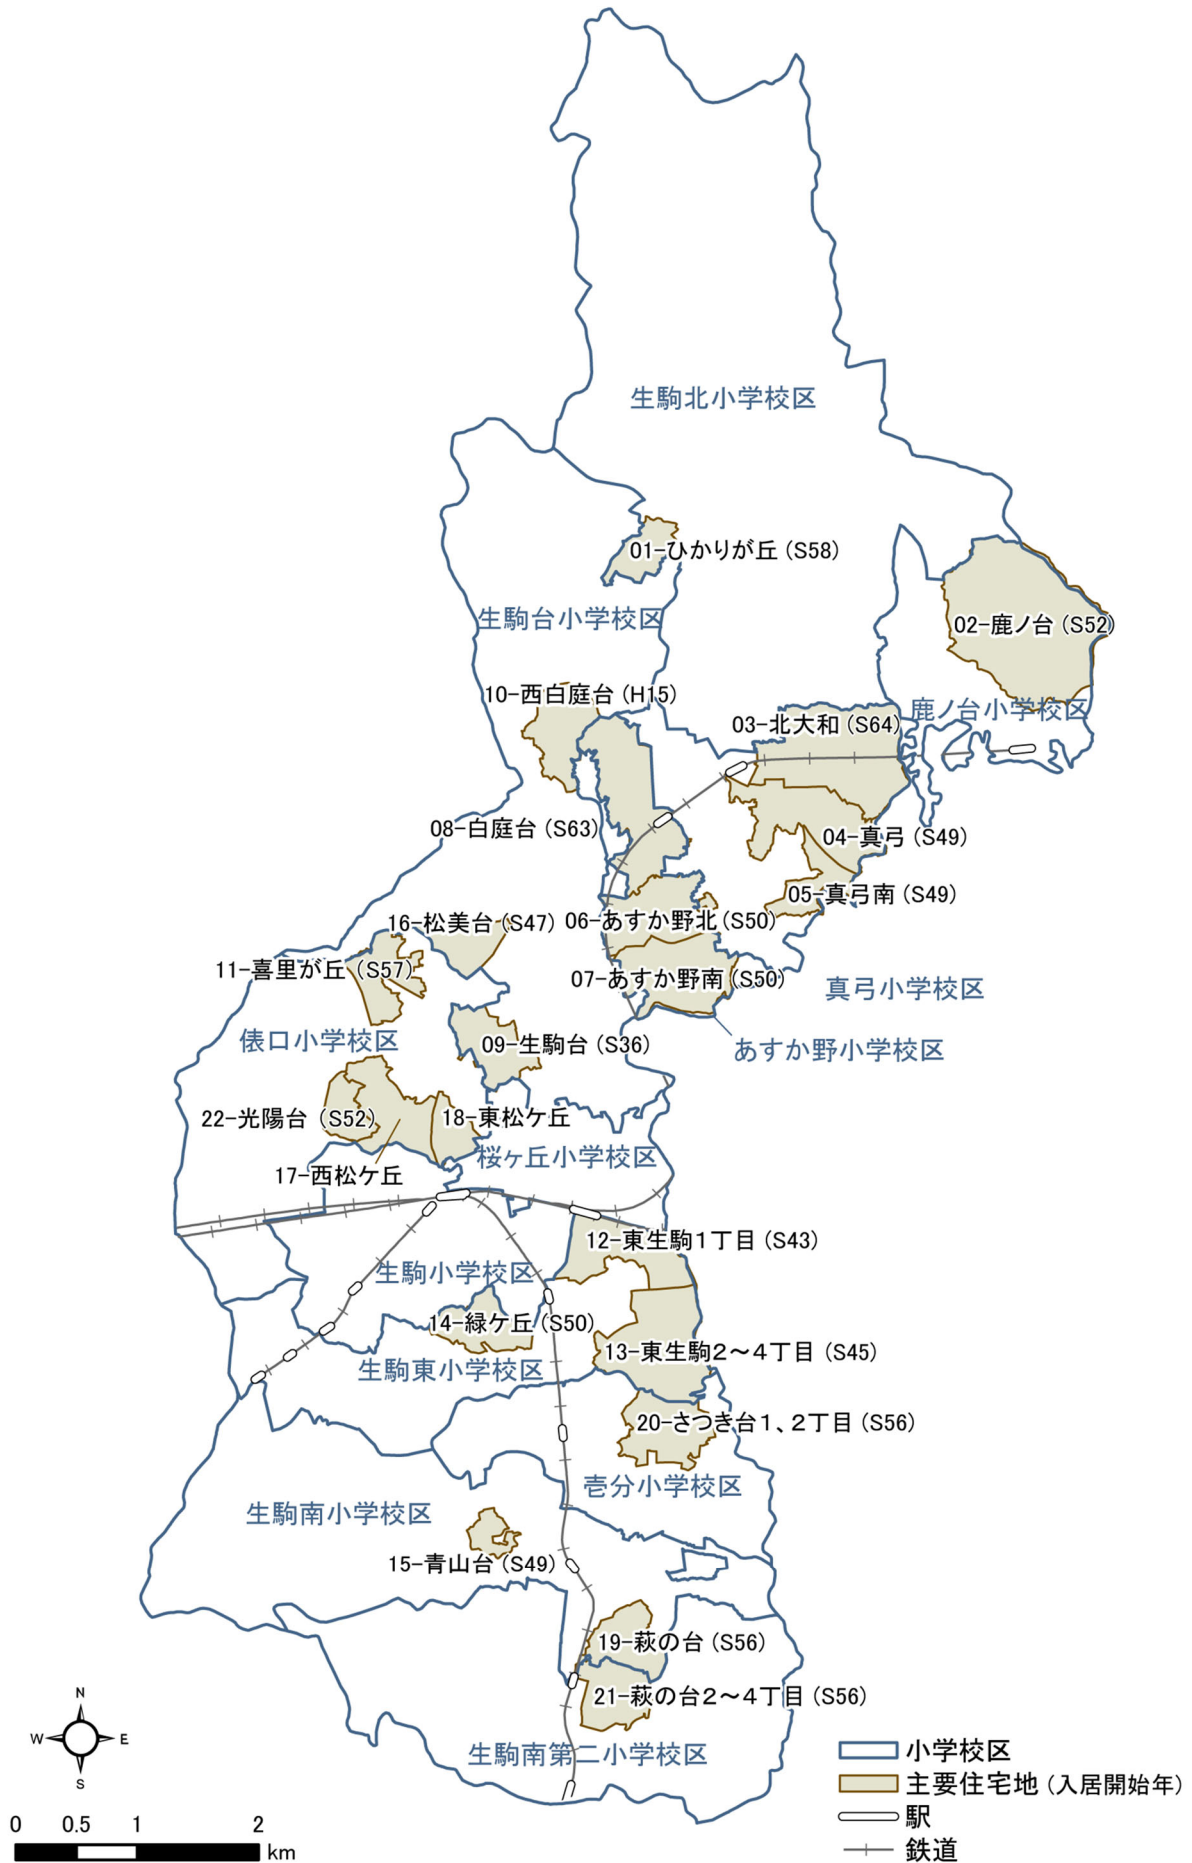 生駒北小学校区
01-ひかりが丘（S58）
生駒台小学校区
02-鹿ノ台（S52）
10-西白庭台（H15）
鹿ノ台小学校区
03-北大和（S64）
08-白庭台（S63）
04-真弓（S49）
05-真弓南（S49）
16-松美台（S47）
06-あすか野北（S50）
11-喜里が丘（S57）
07-あすか野南（S50）
真弓小学校区
俵口小学校区
09-生駒台（S36）
あすか野小学校区
22-光陽台（S52）
18-東松ケ丘
桜ヶ丘小学校区
17-西松ケ丘
12-東生駒１丁目（S43）
生駒小学校区
14-緑ケ丘（S50）
13-東生駒２～４丁目（S45）
生駒東小学校区
20-さつき台１、２丁目（S56）
壱分小学校区
生駒南小学校区
15-青山台（S49）
19-萩の台（S56）
21-萩の台２～４丁目（S56）
生駒南第二小学校区
N
W E
S
0 0.5 1 2
km
小学校区
主要住宅地（入居開始年）
駅
鉄道